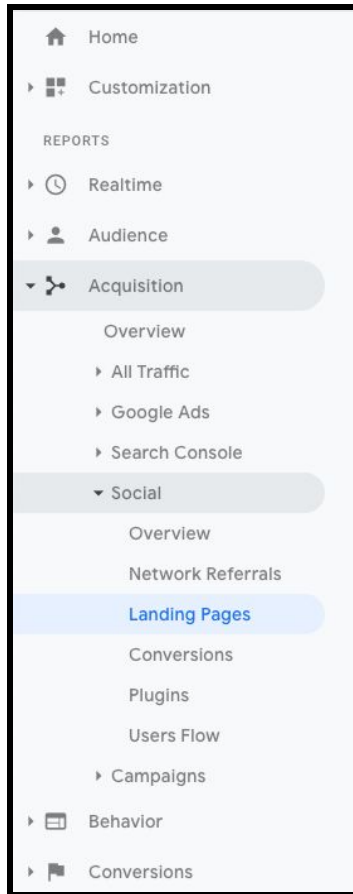 Home
Customization
REPORTS
Realtime
Audience
Acquisition
Overview
All Traffic
Google Ads
Search Console
Social
Overview
Network Referrals
Landing Pages
Conversions
Plugins
Users Flow
Campaigns
Behavior
Conversions